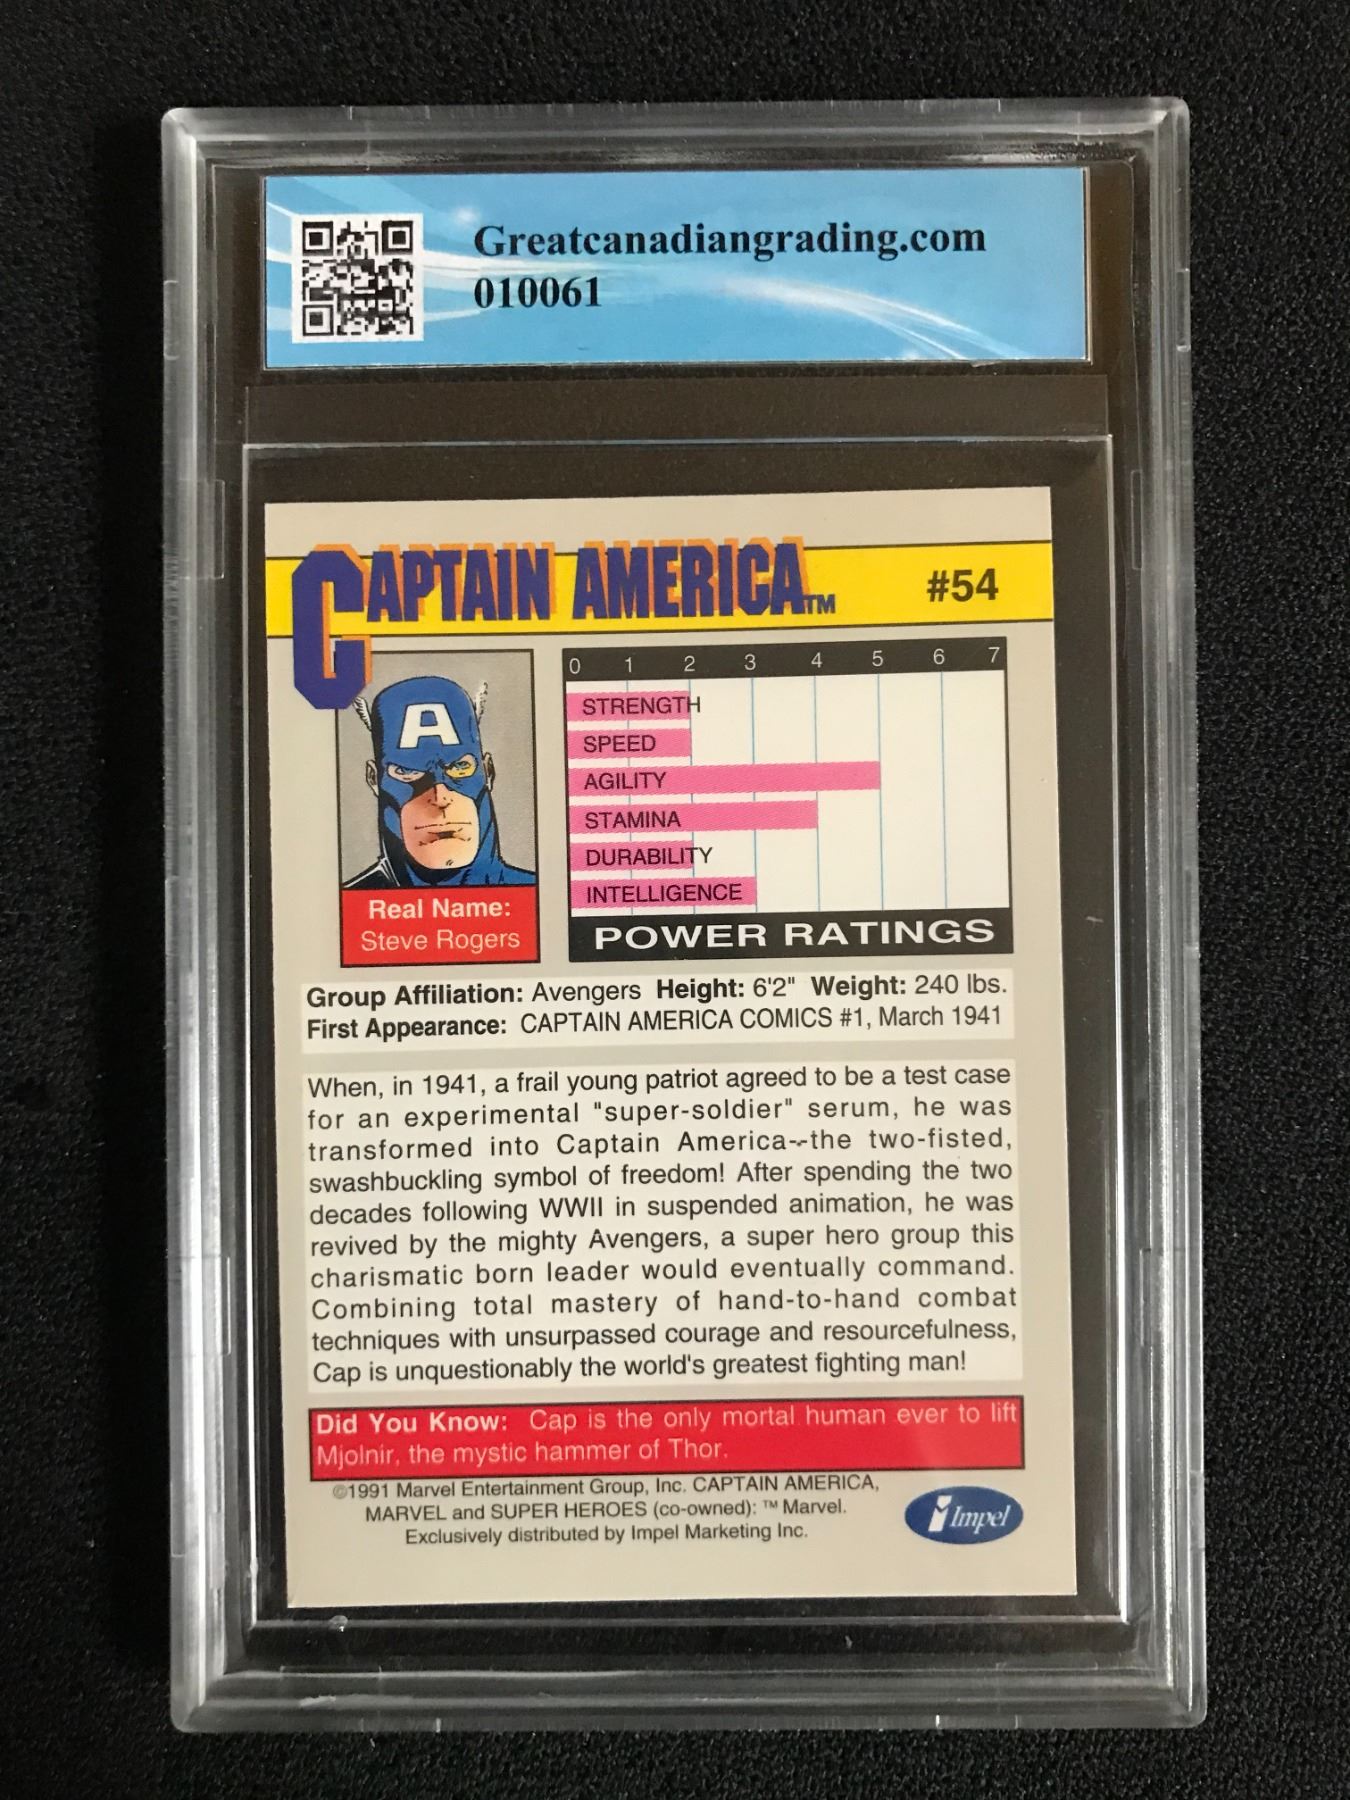 Greatcanadiangrading.com
010061
CAPTAIN AMERICA™
#54
A
0 1 2 3 4 5 6 7
STRENGTH
SPEED
AGILITY
STAMINA
DURABILITY
INTELLIGENCE
POWER RATINGS
Real Name:
Steve Rogers
Group Affiliation: Avengers Height: 6'2" Weight: 240 lbs.
First Appearance: CAPTAIN AMERICA COMICS #1, March 1941
When, in 1941, a frail young patriot agreed to be a test case
for an experimental "super-soldier" serum, he was
transformed into Captain America--the two-fisted,
swashbuckling symbol of freedom! After spending the two
decades following WWII in suspended animation, he was
revived by the mighty Avengers, a super hero group this
charismatic born leader would eventually command.
Combining total mastery of hand-to-hand combat
techniques with unsurpassed courage and resourcefulness,
Cap is unquestionably the world's greatest fighting man!
Did You Know: Cap is the only mortal human ever to lift
Mjolnir, the mystic hammer of Thor.
©1991 Marvel Entertainment Group, Inc. CAPTAIN AMERICA,
MARVEL and SUPER HEROES (co-owned): ™ Marvel.
Exclusively distributed by Impel Marketing Inc.
Impel